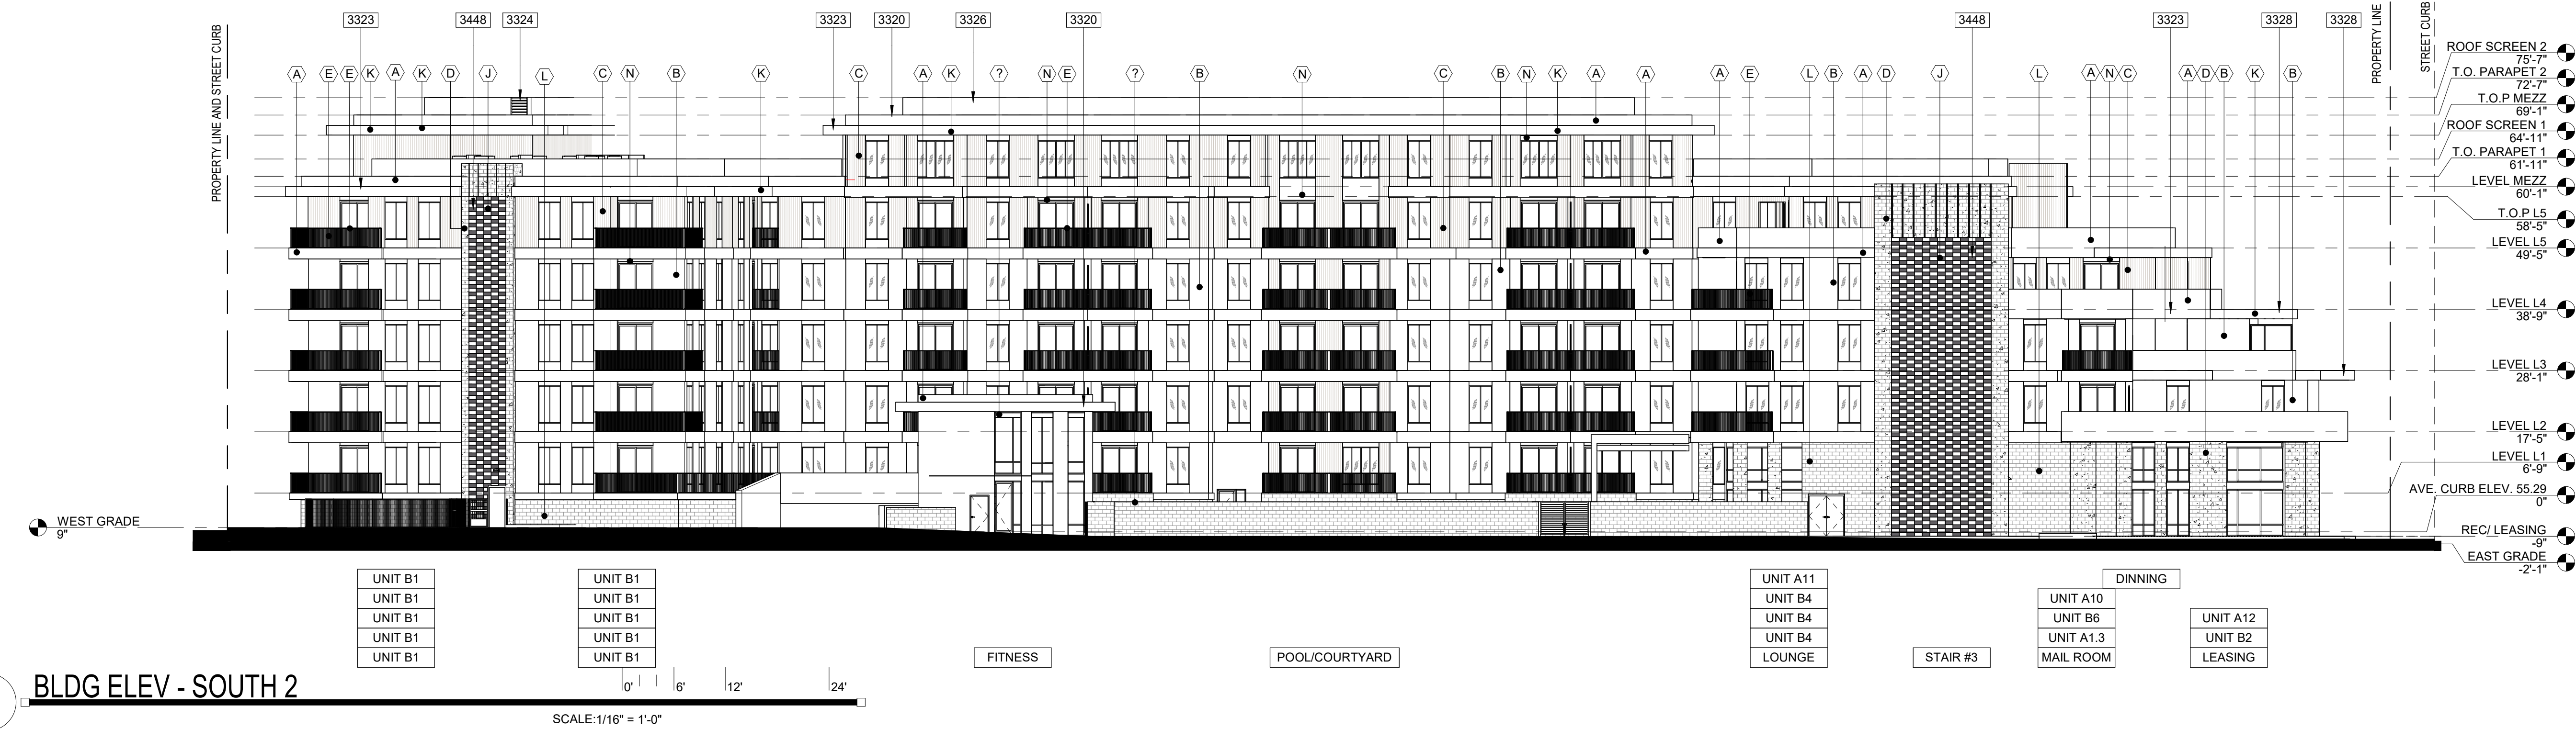 3323
3448
3324
3323
3320
3326
3320
3448
3323
3328
3328
PROPERTY LINE AND STREET CURB
PROPERTY LINE
STREET CURB
A
E
E
K
A
K
D
J
L
C
N
B
K
C
A
K
?
N
E
?
B
N
C
B
N
K
A
A
A
E
L
B
A
D
J
L
A
N
C
A
D
B
K
B
ROOF SCREEN 2
75'-7"
T.O. PARAPET 2
72'-7"
T.O.P MEZZ
69'-1"
ROOF SCREEN 1
64'-11"
T.O. PARAPET 1
61'-11"
LEVEL MEZZ
60'-1"
T.O.P L5
58'-5"
LEVEL L5
49'-5"
LEVEL L4
38'-9"
LEVEL L3
28'-1"
LEVEL L2
17'-5"
LEVEL L1
6'-9"
AVE. CURB ELEV. 55.29
0"
REC/ LEASING
-9"
EAST GRADE
-2'-1"
WEST GRADE
9"
UNIT B1
UNIT B1
UNIT B1
UNIT B1
UNIT B1
UNIT B1
UNIT B1
UNIT B1
UNIT B1
UNIT B1
FITNESS
POOL/COURTYARD
UNIT A11
UNIT B4
UNIT B4
UNIT B4
LOUNGE
STAIR #3
DINNING
UNIT A10
UNIT B6
UNIT A1.3
MAIL ROOM
UNIT A12
UNIT B2
LEASING
BLDG ELEV - SOUTH 2
0'
6'
12'
24'
SCALE:1/16" = 1'-0"